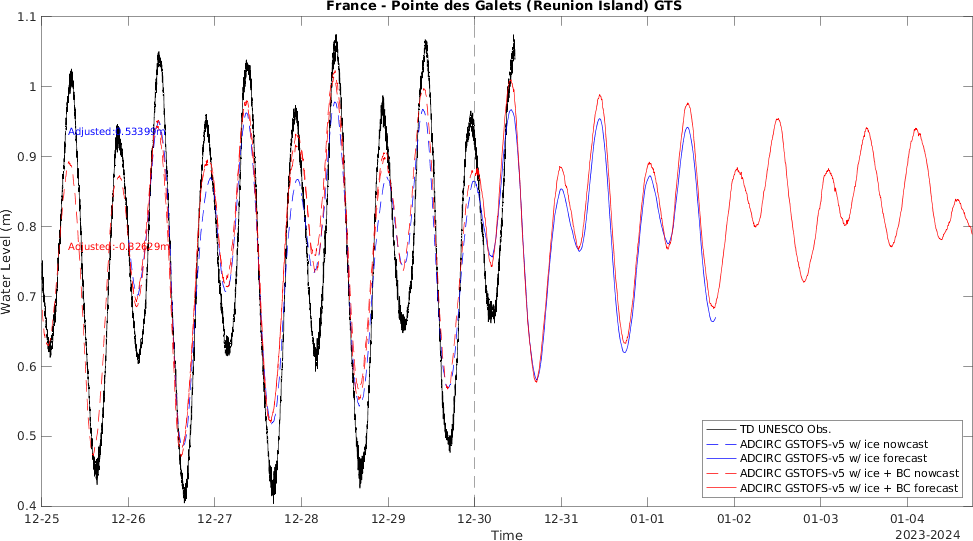 France - Pointe des Galets (Reunion Island) GTS
1.1
1
0.9
0.8
0.7
0.6
0.5
0.4
Water Level (m)
Adjusted:0.53399m
Adjusted:-0.32629m
TD UNESCO Obs.
ADCIRC GSTOFS-v5 w/ ice nowcast
ADCIRC GSTOFS-v5 w/ ice forecast
ADCIRC GSTOFS-v5 w/ ice + BC nowcast
ADCIRC GSTOFS-v5 w/ ice + BC forecast
12-25 12-26 12-27 12-28 12-29 12-30 12-31 01-01 01-02 01-03 01-04
Time
2023-2024